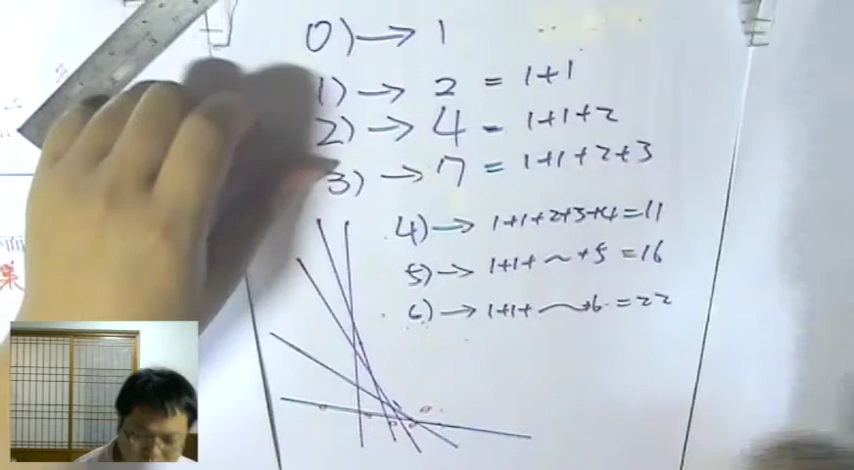 0) → 1
1) → 2 = 1+1
2) → 4 = 1+1+2
3) → 7 = 1+1+2+3
4) → 1+1+2+3+4=11
5) → 1+1+~+5=16
6) → 1+1+~→6=22